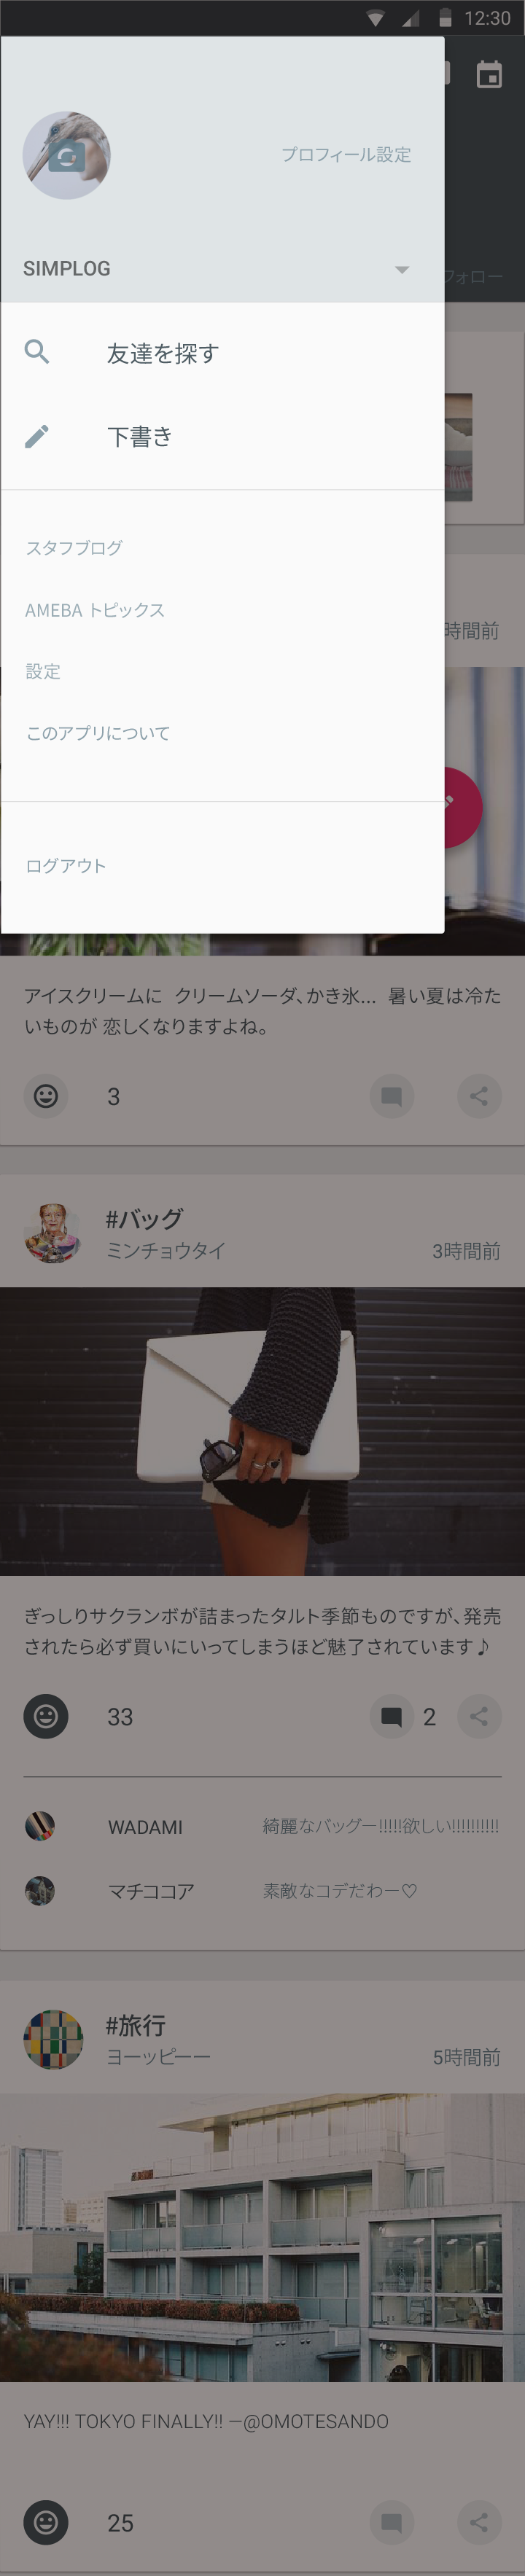 12:30
プロフィール設定
SIMPLOG
フォロー
友達を探す
下書き
スタフブログ
AMEBA トピックス
時間前
設定
このアプリについて
ログアウト
アイスクリームに クリームソーダ、かき氷... 暑い夏は冷た
いものが 恋しくなりますよね。
3
#バッグ
ミンチョウタイ
3時間前
ぎっしりサクランボが詰まったタルト季節ものですが、発売
されたら必ず買いにいってしまうほど魅了されています♪
33
2
WADAMI
綺麗なバッグー!!!!!欲しい!!!!!!!!!!
マチココア
素敵なコデだわー♡
#旅行
ヨーッピーー
5時間前
YAY!!! TOKYO FINALLY!! —@OMOTESANDO
25